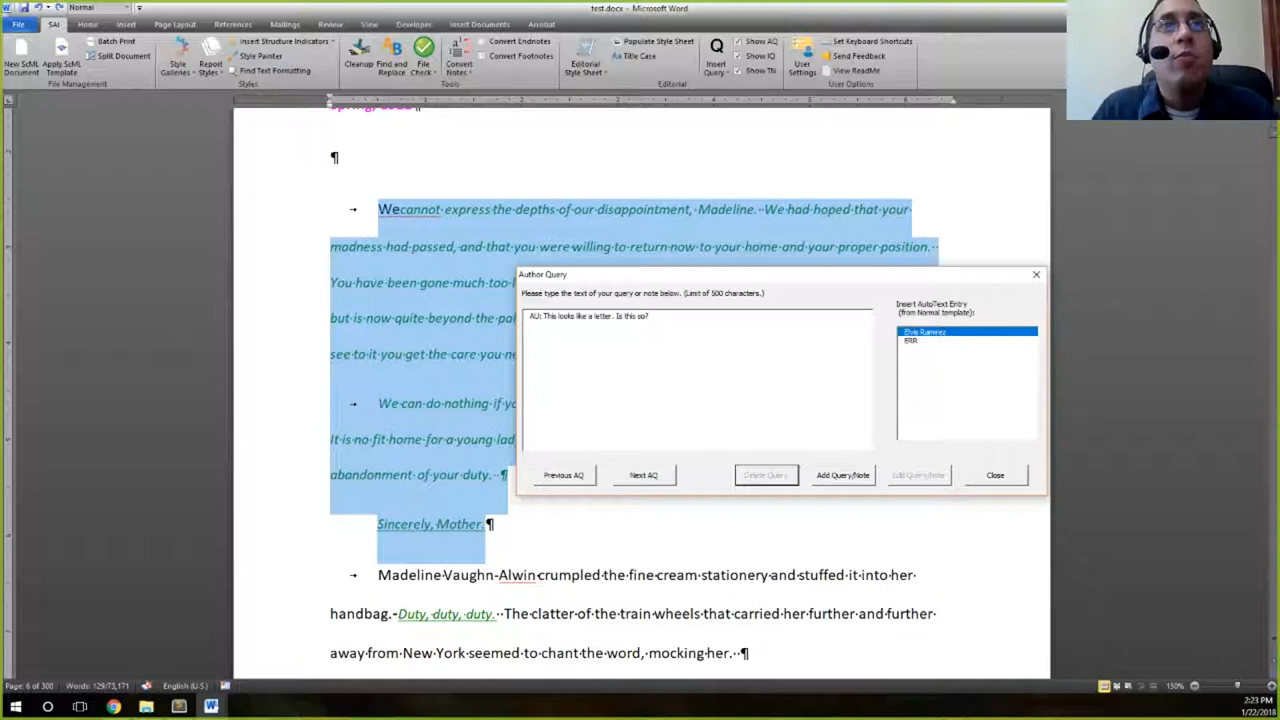 Normal
test.docx - Microsoft Word
File SAI Home Insert Page Layout References Mailings Review View Developer Insert Documents Acrobat
New ScML Document
Apply ScML Template
Batch Print
Split Document
File Management
Style Galleries
Report Styles
Insert Structure Indicators
Style Painter
Find Text Formatting
Styles
Cleanup
Find and Replace
File Check
Convert Notes
Convert Endnotes
Convert Footnotes
Tools
Editorial Style Sheet
Populate Style Sheet
Title Case
Editorial
Insert Query
Show AQ
Show IQ
Show TN
User Settings
Set Keyboard Shortcuts
Send Feedback
View ReadMe
User Options
¶
Wecannot express the depths of our disappointment, Madeline. We had hoped that your
madness had passed, and that you were willing to return now to your home and your proper position.
You have been gone much too
but is now quite beyond the
see to it you get the care you
We can do nothing if
It is no fit home for a young
abandonment of your duty. ¶
Sincerely, Mother. ¶
Madeline Vaughn-Alwin crumpled the fine cream stationery and stuffed it into her
handbag. Duty, duty, duty. The clatter of the train wheels that carried her further and further
away from New York seemed to chant the word, mocking her. ¶
Author Query
Please type the text of your query or note below. (Limit of 500 characters.)
AU: This looks like a letter. Is this so?
Insert AutoText Entry
(from Normal template):
Elvis Ramirez
ERR
Previous AQ Next AQ Delete Query Add Query/Note Edit Query/Note Close
Page: 6 of 300 Words: 129/73,171 English (U.S.) 150%
2:23 PM
1/22/2018